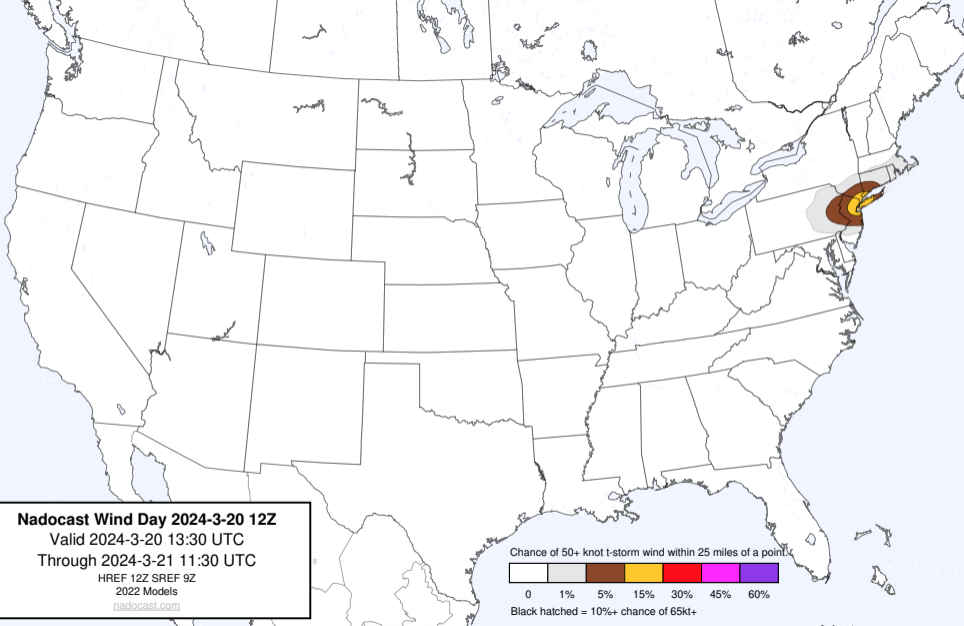 Nadocast Wind Day 2024-3-20 12Z
Valid 2024-3-20 13:30 UTC
Through 2024-3-21 11:30 UTC
HREF 12Z SREF 9Z
2022 Models
nadocast.com
Chance of 50+ knot t-storm wind within 25 miles of a point.
0 1% 5% 15% 30% 45% 60%
Black hatched = 10%+ chance of 65kt+